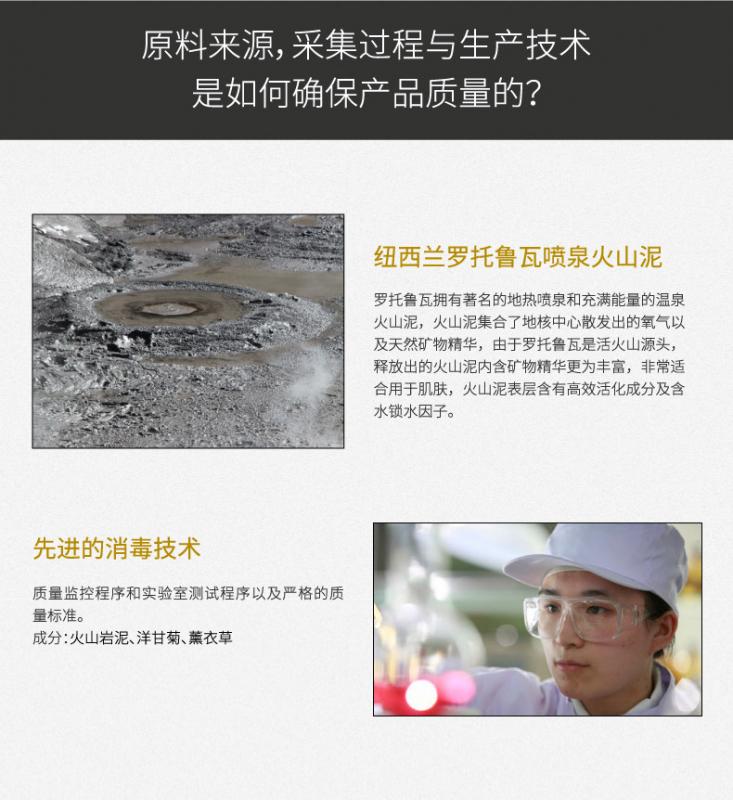 原料来源，采集过程与生产技术
是如何确保产品质量的？
纽西兰罗托鲁瓦喷泉火山泥
罗托鲁瓦拥有著名的地热喷泉和充满能量的温泉
火山泥，火山泥集合了地核中心散发出的氧气以
及天然矿物精华，由于罗托鲁瓦是活火山源头，
释放出的火山泥内含矿物精华更为丰富，非常适
合用于肌肤，火山泥表层含有高效活化成分及含
水锁水因子。
先进的消毒技术
质量监控程序和实验室测试程序以及严格的质
量标准。
成分：火山岩泥、洋甘菊、薰衣草